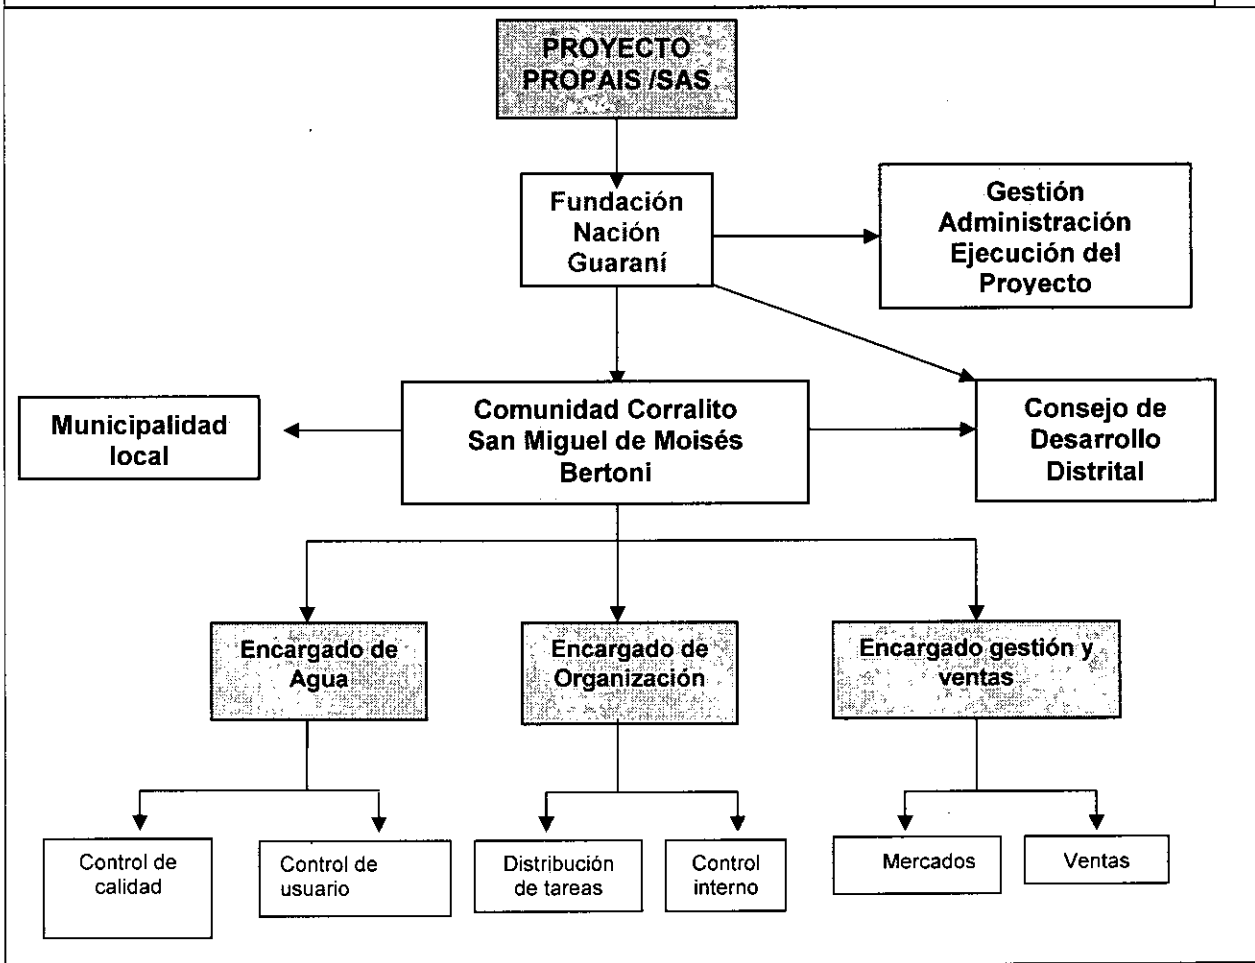 PROYECTO
PROPAIS /SAS
Fundación
Nación
Guaraní
Gestión
Administración
Ejecución del
Proyecto
Municipalidad
local
Comunidad Corralito
San Miguel de Moisés
Bertoni
Consejo de
Desarrollo
Distrital
Encargado de
Agua
Encargado de
Organización
Encargado gestión y
ventas
Control de
calidad
Control de
usuario
Distribución
de tareas
Control
interno
Mercados
Ventas